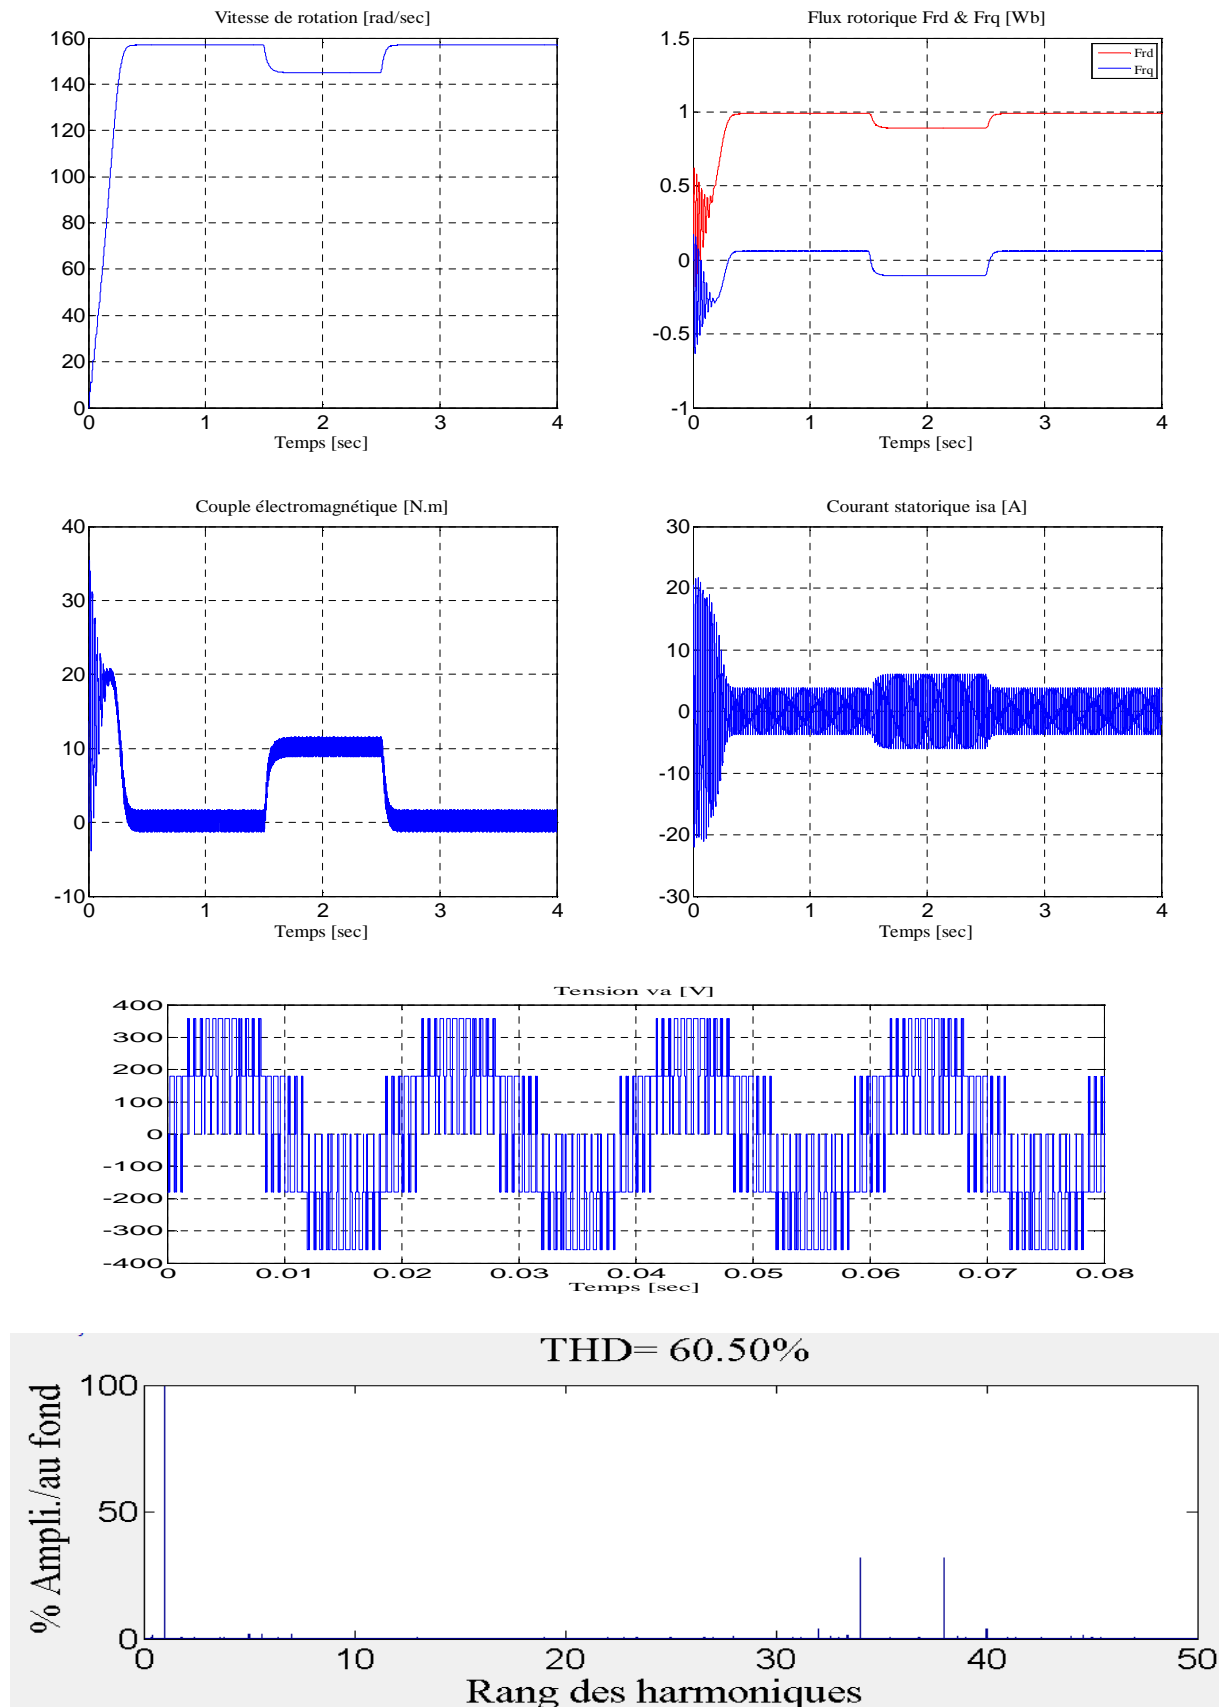 Vitesse de rotation [rad/sec]
160
140
120
100
80
60
40
20
0
0 1 2 3 4
Temps [sec]
Flux rotorique Frd & Frq [Wb]
1.5
1
0.5
0
-0.5
-1
Frd
Frq
0 1 2 3 4
Temps [sec]
Couple électromagnétique [N.m]
40
30
20
10
0
-10
0 1 2 3 4
Temps [sec]
Courant statorique isa [A]
30
20
10
0
-10
-20
-30
0 1 2 3 4
Temps [sec]
Tension va [V]
400
300
200
100
0
-100
-200
-300
-400
0 0.01 0.02 0.03 0.04 0.05 0.06 0.07 0.08
Temps [sec]
THD= 60.50%
% Ampli./au fond
100
50
0
0 10 20 30 40 50
Rang des harmoniques